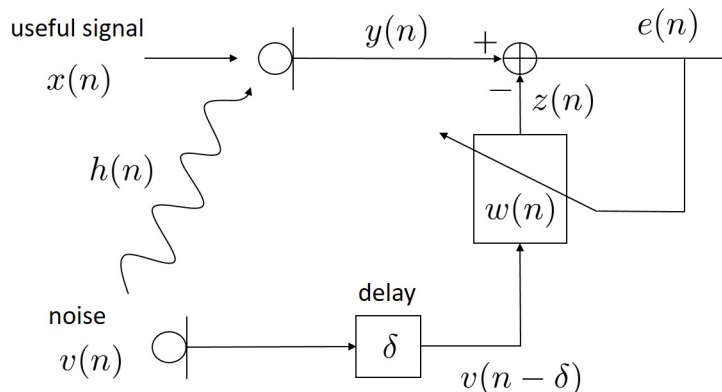 useful signal
x(n)
y(n)
+
−
z(n)
e(n)
h(n)
w(n)
noise
v(n)
delay
δ
v(n − δ)